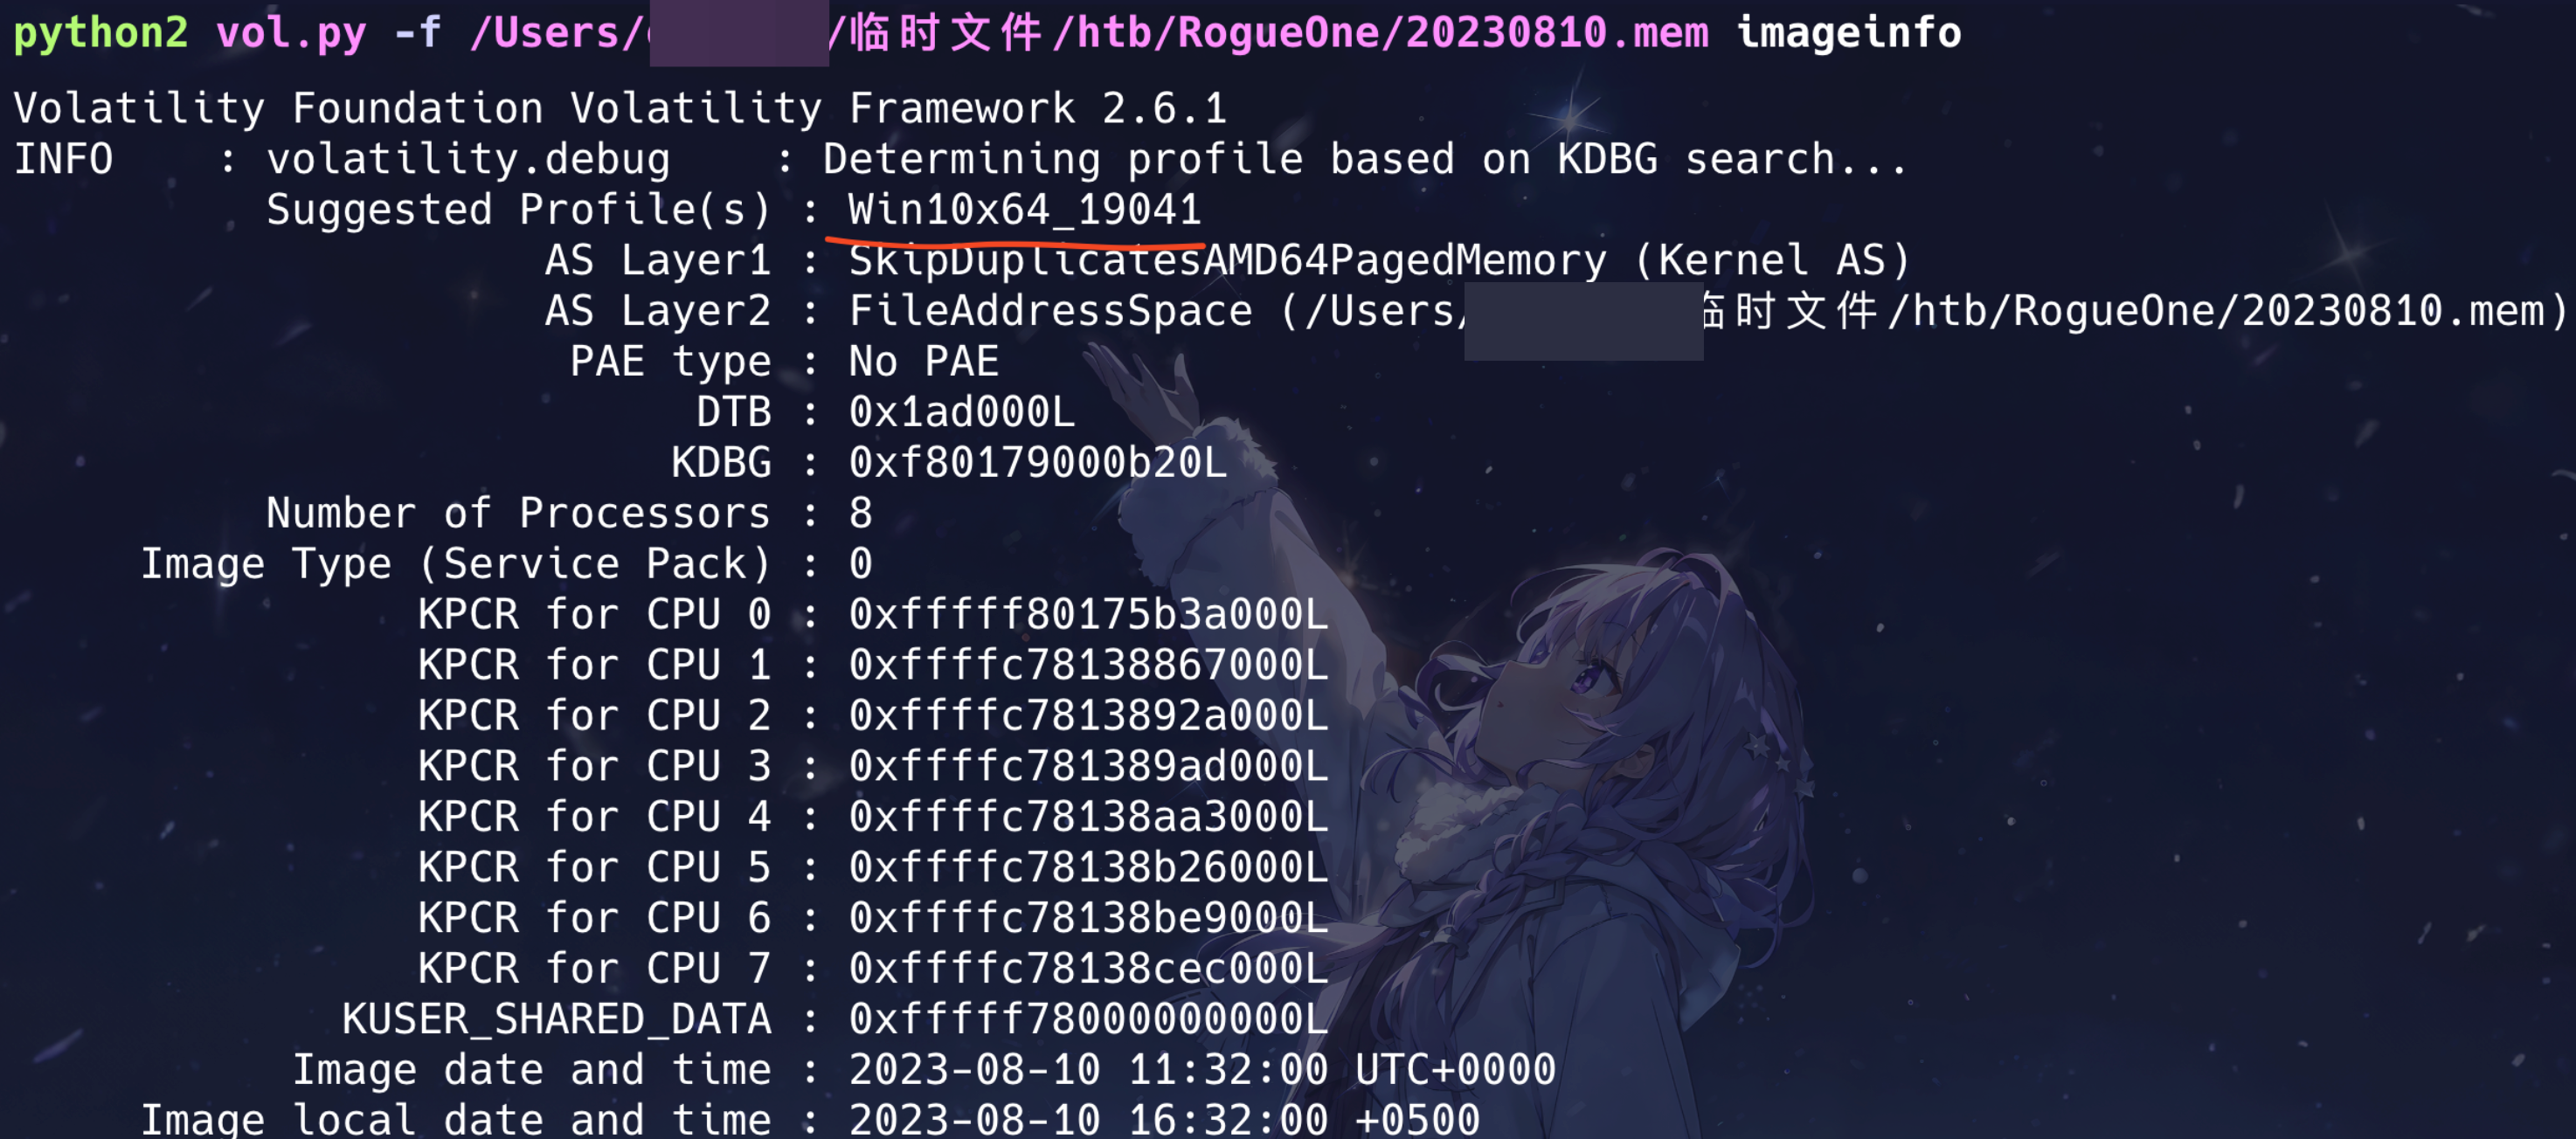 python2 vol.py -f /Users/ /临时文件/htb/RogueOne/20230810.mem imageinfo
Volatility Foundation Volatility Framework 2.6.1
INFO : volatility.debug : Determining profile based on KDBG search...
Suggested Profile(s) : Win10x64_19041
AS Layer1 : SkipDuplicatesAMD64PagedMemory (Kernel AS)
AS Layer2 : FileAddressSpace (/Users/ 临时文件/htb/RogueOne/20230810.mem)
PAE type : No PAE
DTB : 0x1ad000L
KDBG : 0xf80179000b20L
Number of Processors : 8
Image Type (Service Pack) : 0
KPCR for CPU 0 : 0xfffff80175b3a000L
KPCR for CPU 1 : 0xffffc78138867000L
KPCR for CPU 2 : 0xffffc7813892a000L
KPCR for CPU 3 : 0xffffc781389ad000L
KPCR for CPU 4 : 0xffffc78138aa3000L
KPCR for CPU 5 : 0xffffc78138b26000L
KPCR for CPU 6 : 0xffffc78138be9000L
KPCR for CPU 7 : 0xffffc78138cec000L
KUSER_SHARED_DATA : 0xfffff78000000000L
Image date and time : 2023-08-10 11:32:00 UTC+0000
Image local date and time : 2023-08-10 16:32:00 +0500